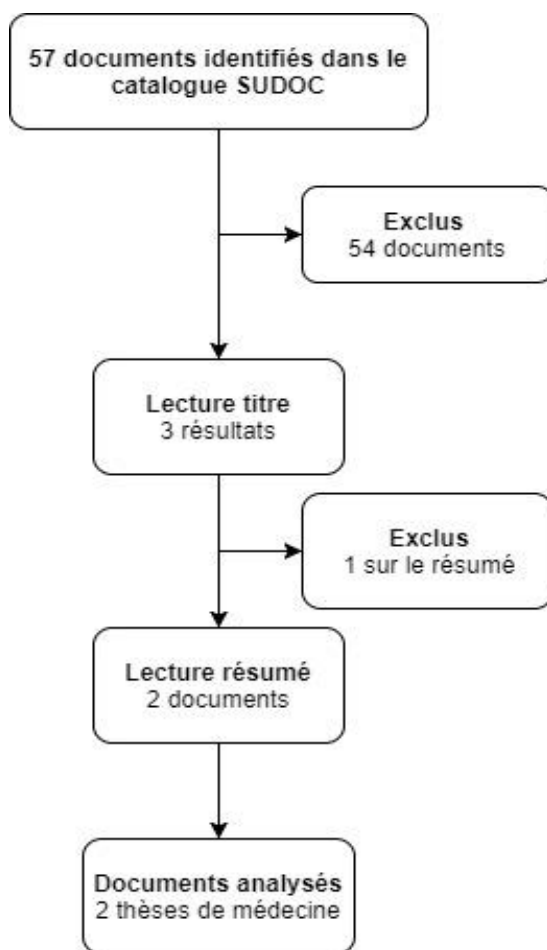 57 documents identifiés dans le
catalogue SUDOC
Exclus
54 documents
Lecture titre
3 résultats
Exclus
1 sur le résumé
Lecture résumé
2 documents
Documents analysés
2 thèses de médecine